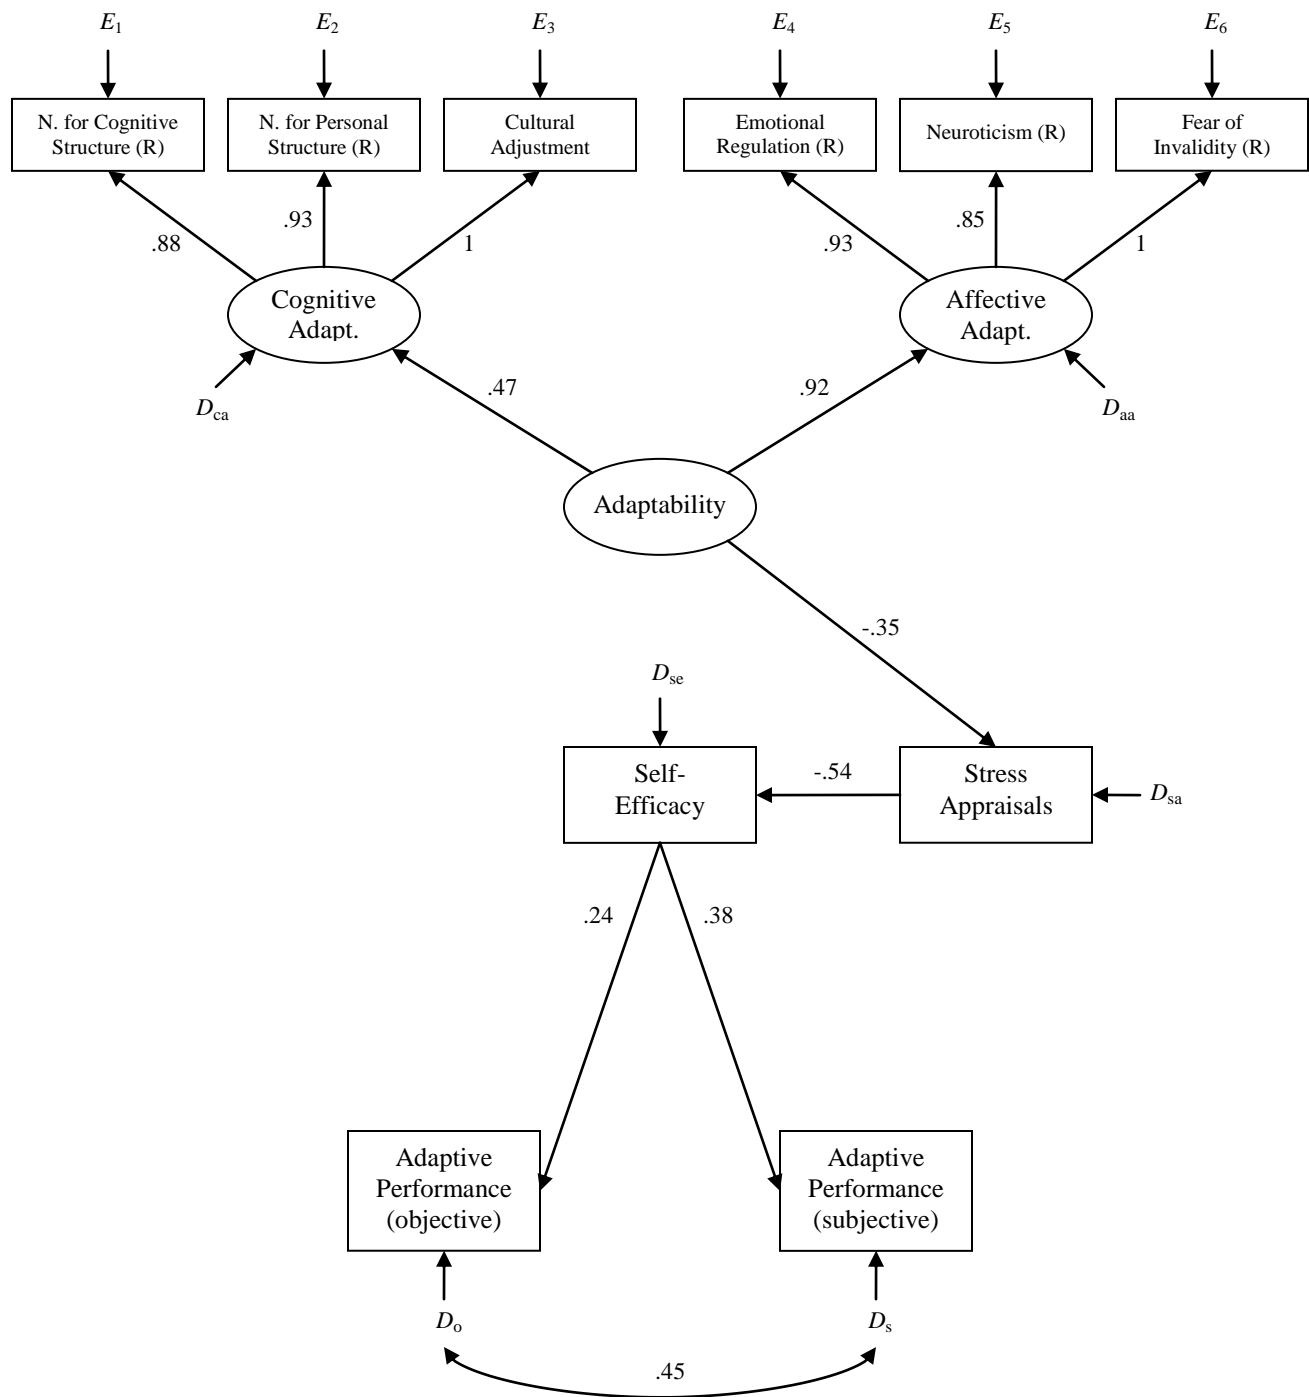 E1
E2
E3
E4
E5
E6
N. for Cognitive
Structure (R)
N. for Personal
Structure (R)
Cultural
Adjustment
Emotional
Regulation (R)
Neuroticism (R)
Fear of
Invalidity (R)
.88
.93
1
.93
.85
1
Cognitive
Adapt.
Affective
Adapt.
Dca
.47
.92
Daa
Adaptability
-.35
Dse
Self-
Efficacy
-.54
Stress
Appraisals
Dsa
.24
.38
Adaptive
Performance
(objective)
Adaptive
Performance
(subjective)
Do
Ds
.45